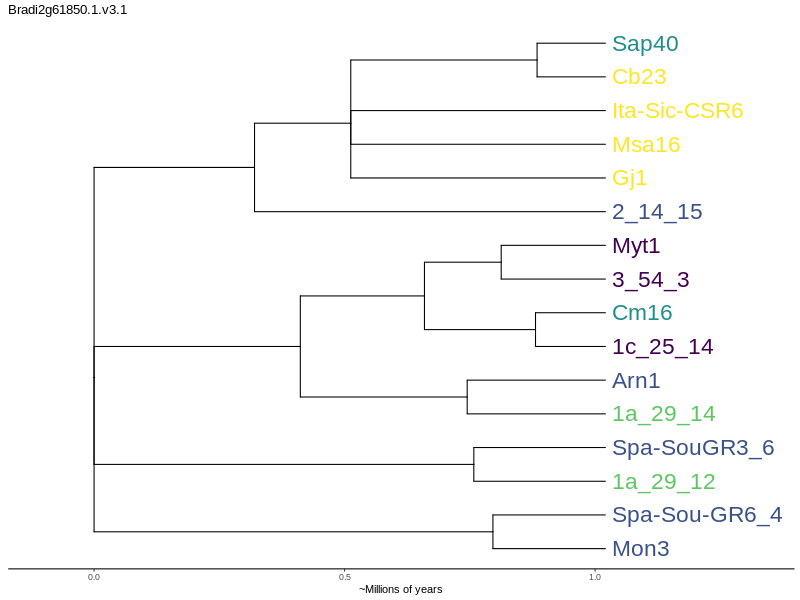 Bradi2g61850.1.v3.1
Sap40
Cb23
Ita-Sic-CSR6
Msa16
Gj1
2_14_15
Myt1
3_54_3
Cm16
1c_25_14
Arn1
1a_29_14
Spa-SouGR3_6
1a_29_12
Spa-Sou-GR6_4
Mon3
0.0 0.5 1.0
~Millions of years